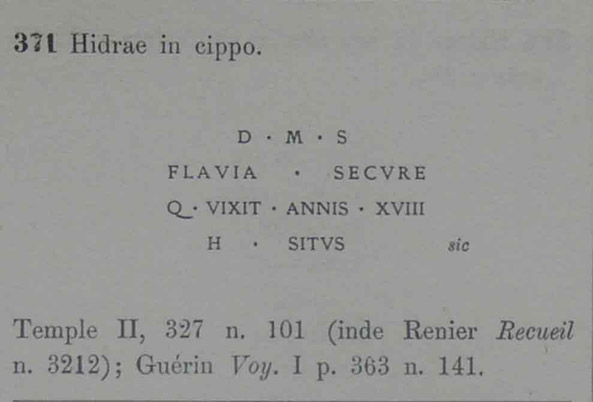 371 Hidrae in cippo.
D · M · S
FLAVIA · SECVRE
Q · VIXIT · ANNIS · XVIII
H · SITVS sic
Temple II, 327 n. 101 (inde Renier Recueil
n. 3212); Guérin Voy. I p. 363 n. 141.